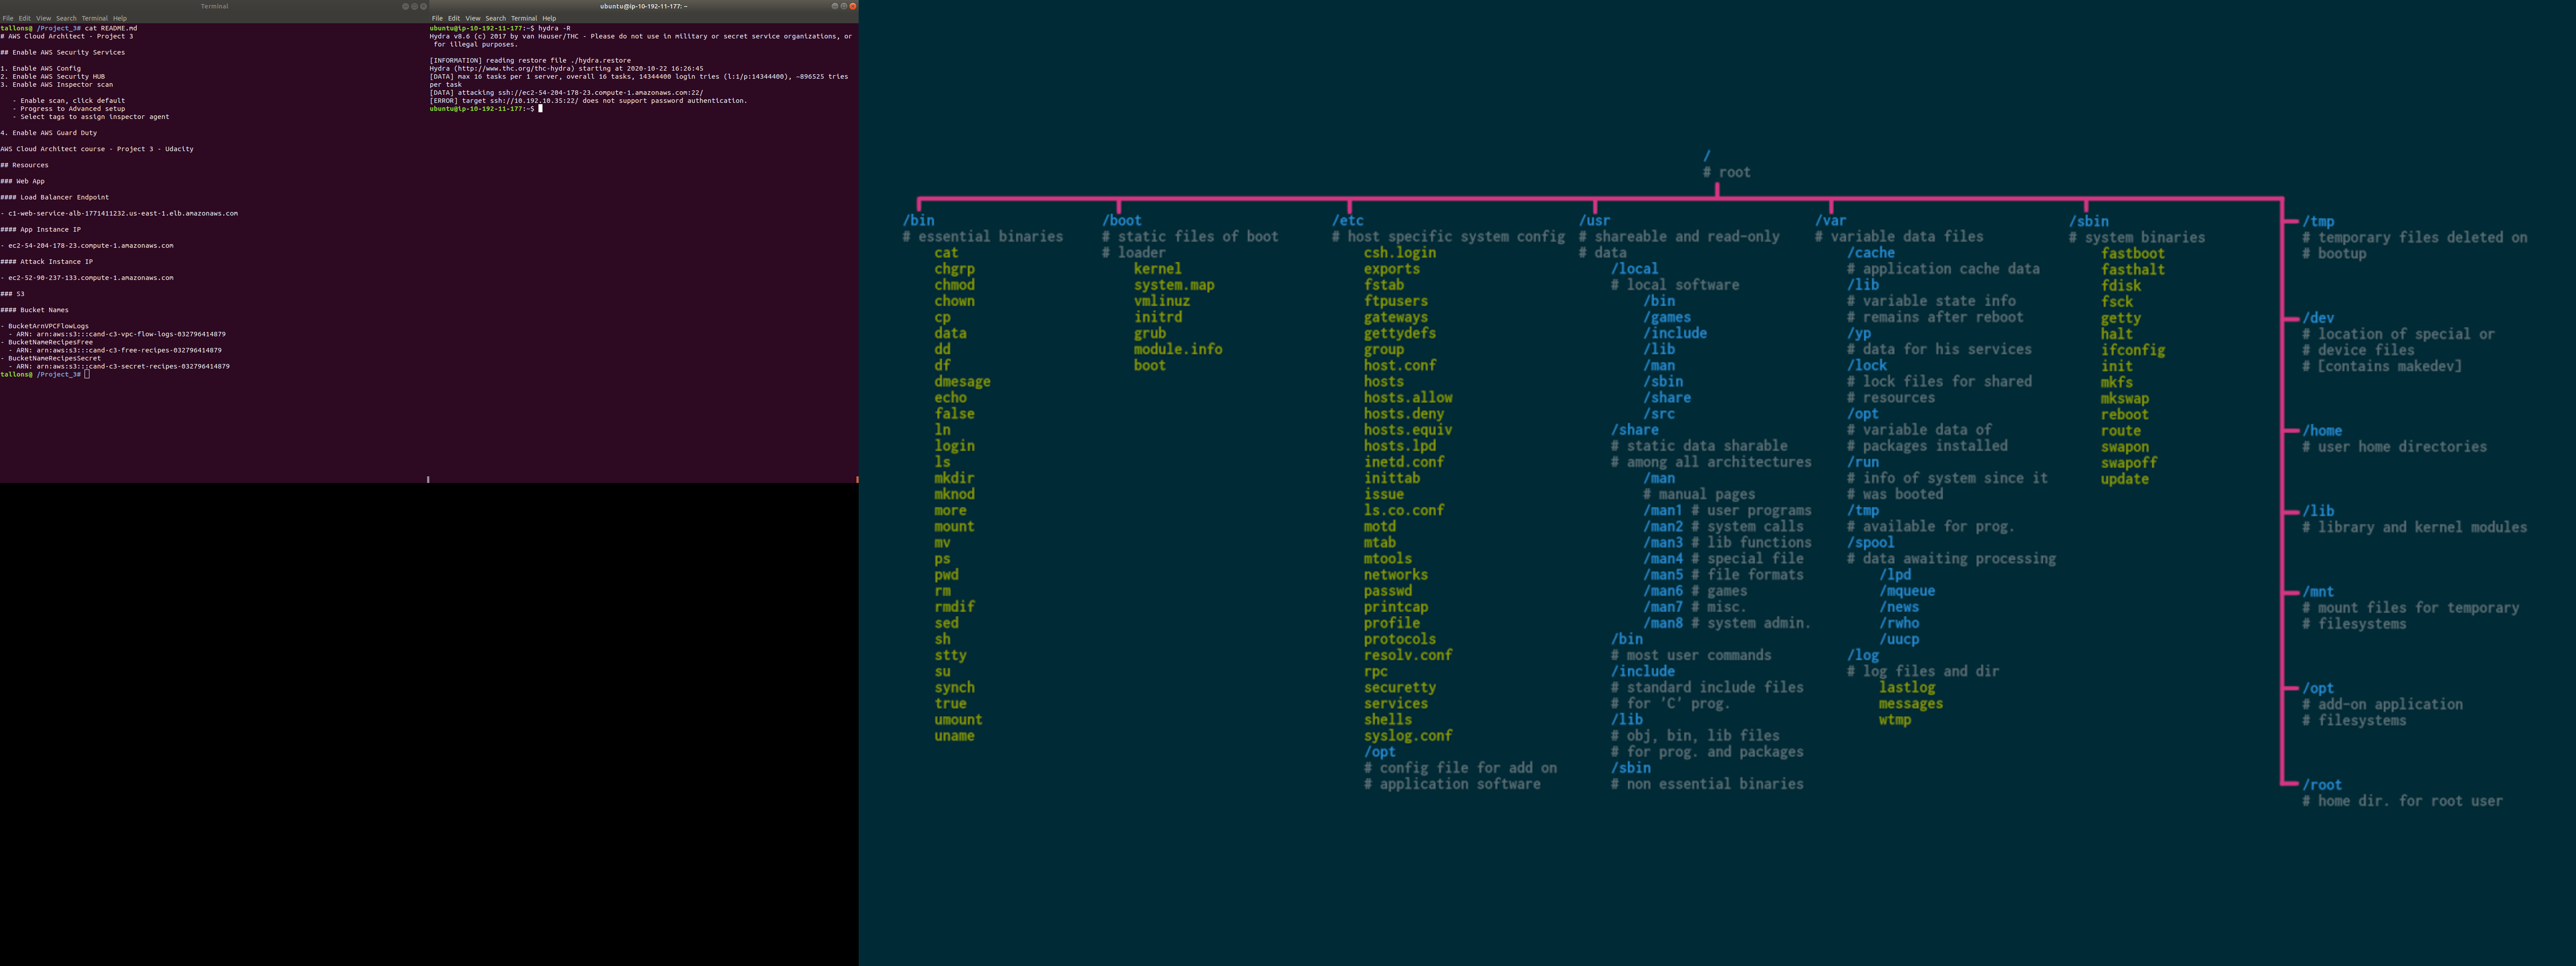 Terminal
File Edit View Search Terminal Help
tallons@ /Project_3# cat README.md
# AWS Cloud Architect - Project 3
## Enable AWS Security Services
1. Enable AWS Config
2. Enable AWS Security HUB
3. Enable AWS Inspector scan
- Enable scan, click default
- Progress to Advanced setup
- Select tags to assign inspector agent
4. Enable AWS Guard Duty
AWS Cloud Architect course - Project 3 - Udacity
## Resources
### Web App
#### Load Balancer Endpoint
- c1-web-service-alb-1771411232.us-east-1.elb.amazonaws.com
#### App Instance IP
- ec2-54-204-178-23.compute-1.amazonaws.com
#### Attack Instance IP
- ec2-52-90-237-133.compute-1.amazonaws.com
### S3
#### Bucket Names
- BucketArnVPCFlowLogs
- ARN: arn:aws:s3:::cand-c3-vpc-flow-logs-032796414879
- BucketNameRecipesFree
- ARN: arn:aws:s3:::cand-c3-free-recipes-032796414879
- BucketNameRecipesSecret
- ARN: arn:aws:s3:::cand-c3-secret-recipes-032796414879
tallons@ /Project_3#
ubuntu@ip-10-192-11-177: ~
File Edit View Search Terminal Help
ubuntu@ip-10-192-11-177:~$ hydra -R
Hydra v8.6 (c) 2017 by van Hauser/THC - Please do not use in military or secret service organizations, or
for illegal purposes.
[INFORMATION] reading restore file ./hydra.restore
Hydra (http://www.thc.org/thc-hydra) starting at 2020-10-22 16:26:45
[DATA] max 16 tasks per 1 server, overall 16 tasks, 14344400 login tries (l:1/p:14344400), ~896525 tries
per task
[DATA] attacking ssh://ec2-54-204-178-23.compute-1.amazonaws.com:22/
[ERROR] target ssh://10.192.10.35:22/ does not support password authentication.
ubuntu@ip-10-192-11-177:~$
/
# root
/bin
# essential binaries
cat
chgrp
chmod
chown
cp
data
dd
df
dmesage
echo
false
ln
login
ls
mkdir
mknod
more
mount
mv
ps
pwd
rm
rmdif
sed
sh
stty
su
synch
true
umount
uname
/boot
# static files of boot
# loader
kernel
system.map
vmlinuz
initrd
grub
module.info
boot
/etc
# host specific system config
csh.login
exports
fstab
ftpusers
gateways
gettydefs
group
host.conf
hosts
hosts.allow
hosts.deny
hosts.equiv
hosts.lpd
inetd.conf
inittab
issue
ls.co.conf
motd
mtab
mtools
networks
passwd
printcap
profile
protocols
resolv.conf
rpc
securetty
services
shells
syslog.conf
/opt
# config file for add on
# application software
/usr
# shareable and read-only
# data
/local
# local software
/bin
/games
/include
/lib
/man
/sbin
/share
/src
/share
# static data sharable
# among all architectures
/man
# manual pages
/man1 # user programs
/man2 # system calls
/man3 # lib functions
/man4 # special file
/man5 # file formats
/man6 # games
/man7 # misc.
/man8 # system admin.
/bin
# most user commands
/include
# standard include files
# for 'C' prog.
/lib
# obj, bin, lib files
# for prog. and packages
/sbin
# non essential binaries
/var
# variable data files
/cache
# application cache data
/lib
# variable state info
# remains after reboot
/yp
# data for his services
/lock
# lock files for shared
# resources
/opt
# variable data of
# packages installed
/run
# info of system since it
# was booted
/tmp
# available for prog.
/spool
# data awaiting processing
/lpd
/mqueue
/news
/rwho
/uucp
/log
# log files and dir
lastlog
messages
wtmp
/sbin
# system binaries
fastboot
fasthalt
fdisk
fsck
getty
halt
ifconfig
init
mkfs
mkswap
reboot
route
swapon
swapoff
update
/tmp
# temporary files deleted on
# bootup
/dev
# location of special or
# device files
# [contains makedev]
/home
# user home directories
/lib
# library and kernel modules
/mnt
# mount files for temporary
# filesystems
/opt
# add-on application
# filesystems
/root
# home dir. for root user